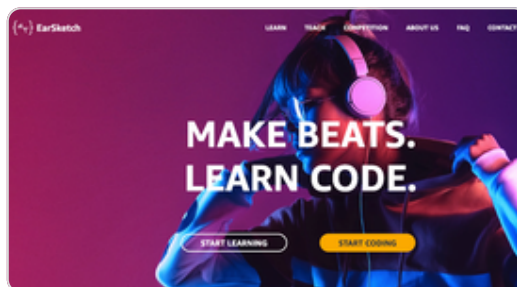 EarSketch
LEARN TEACH COMPETITION ABOUT US FAQ CONTACT
MAKE BEATS.
LEARN CODE.
START LEARNING START CODING